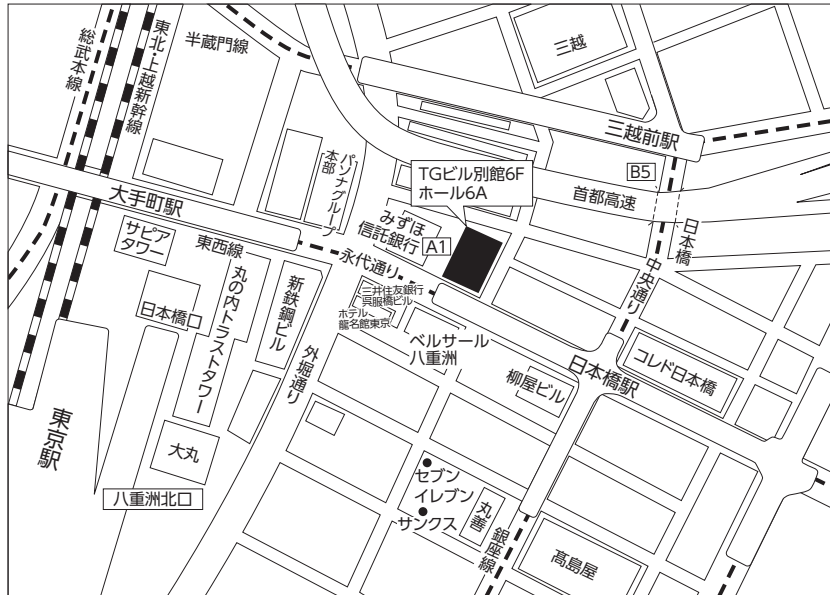 総武本線
東北・上越新幹線
半蔵門線
三越
三越前駅
B5
首都高速
日本橋
中央通り
パソナグループ
本部
TGビル別館6F
ホール6A
みずほ
信託銀行
A1
大手町駅
東西線
永代通り
サピア
タワー
日本橋口
丸の内トラストタワー
新鉄鋼ビル
三井住友銀行
呉服橋ビル
ホテル
龍名館東京
外堀通り
ベルサール
八重洲
柳屋ビル
日本橋駅
コレド日本橋
東京駅
大丸
八重洲北口
セブン
イレブン
サンクス
丸善
銀座線
髙島屋